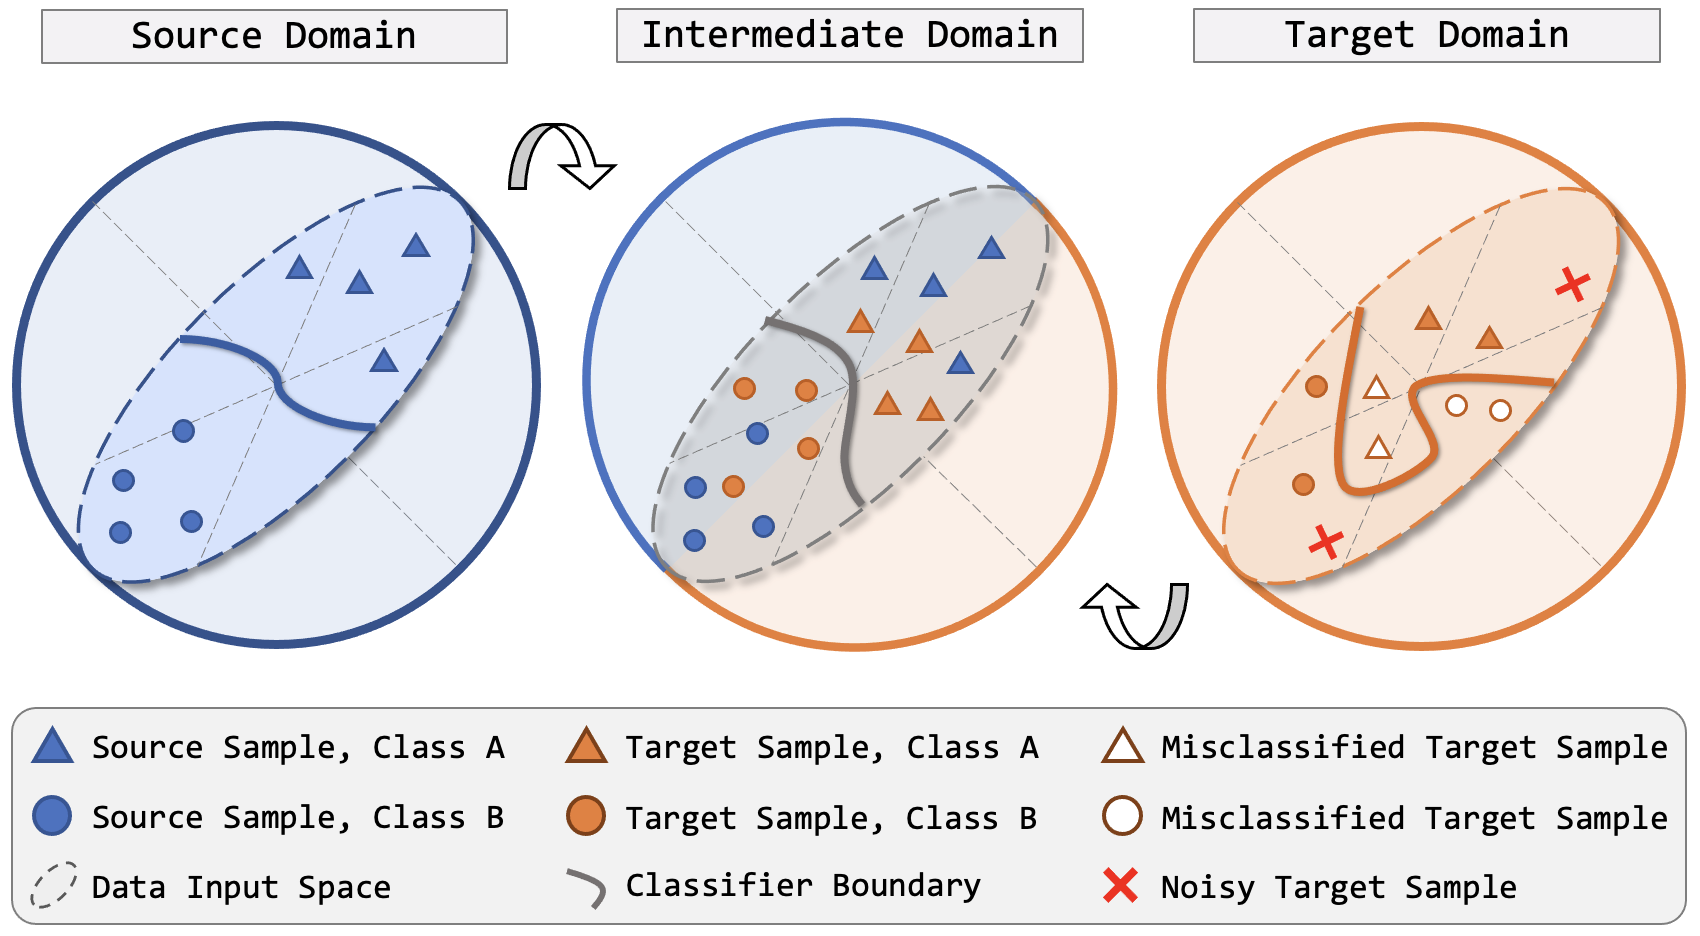 Source Domain
Intermediate Domain
Target Domain
Source Sample, Class A
Target Sample, Class A
Misclassified Target Sample
Source Sample, Class B
Target Sample, Class B
Misclassified Target Sample
Data Input Space
Classifier Boundary
Noisy Target Sample